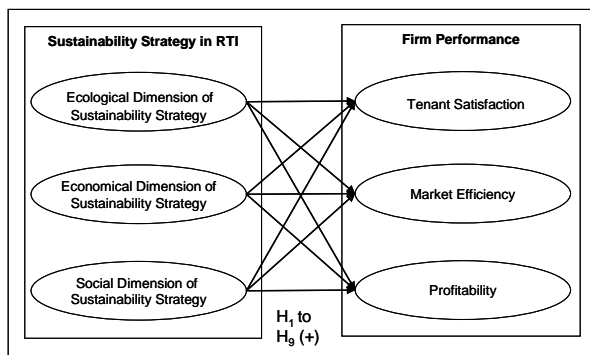 Sustainability Strategy in RTI
Ecological Dimension of
Sustainability Strategy
Economical Dimension of
Sustainability Strategy
Social Dimension of
Sustainability Strategy
Firm Performance
Tenant Satisfaction
Market Efficiency
Profitability
H₁ to
H₉ (+)